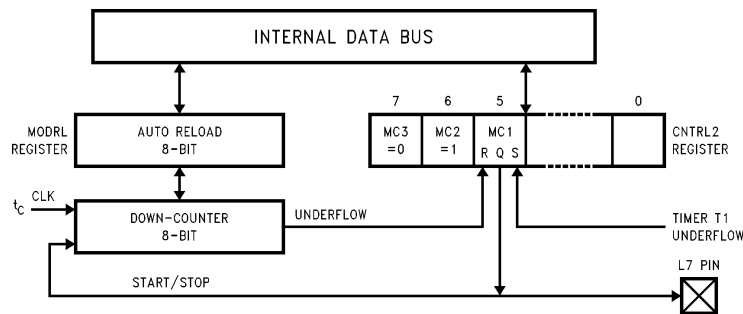 INTERNAL DATA BUS
7 6 5 0
MODRL
REGISTER
AUTO RELOAD
8-BIT
MC3
=0
MC2
=1
MC1
R Q S
CNTRL2
REGISTER
tC CLK
DOWN-COUNTER
8-BIT
UNDERFLOW
TIMER T1
UNDERFLOW
START/STOP
L7 PIN